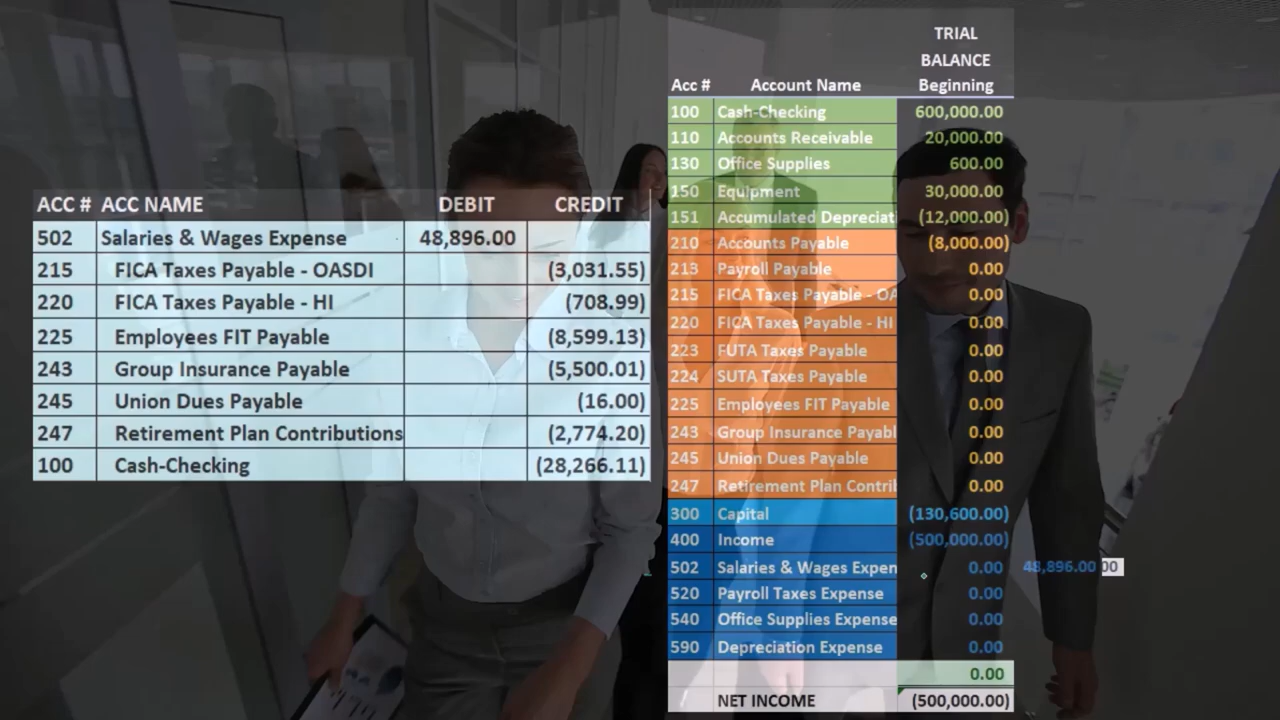 ACC # ACC NAME DEBIT CREDIT
502 Salaries & Wages Expense 48,896.00
215 FICA Taxes Payable - OASDI (3,031.55)
220 FICA Taxes Payable - HI (708.99)
225 Employees FIT Payable (8,599.13)
243 Group Insurance Payable (5,500.01)
245 Union Dues Payable (16.00)
247 Retirement Plan Contributions (2,774.20)
100 Cash-Checking (28,266.11)
TRIAL
BALANCE
Acc # Account Name Beginning
100 Cash-Checking 600,000.00
110 Accounts Receivable 20,000.00
130 Office Supplies 600.00
150 Equipment 30,000.00
151 Accumulated Depreciat (12,000.00)
210 Accounts Payable (8,000.00)
213 Payroll Payable 0.00
215 FICA Taxes Payable - OA 0.00
220 FICA Taxes Payable - HI 0.00
223 FUTA Taxes Payable 0.00
224 SUTA Taxes Payable 0.00
225 Employees FIT Payable 0.00
243 Group Insurance Payabl 0.00
245 Union Dues Payable 0.00
247 Retirement Plan Contril 0.00
300 Capital (130,600.00)
400 Income (500,000.00)
502 Salaries & Wages Expen 0.00 48,896.00 00
520 Payroll Taxes Expense 0.00
540 Office Supplies Expense 0.00
590 Depreciation Expense 0.00
0.00
NET INCOME (500,000.00)